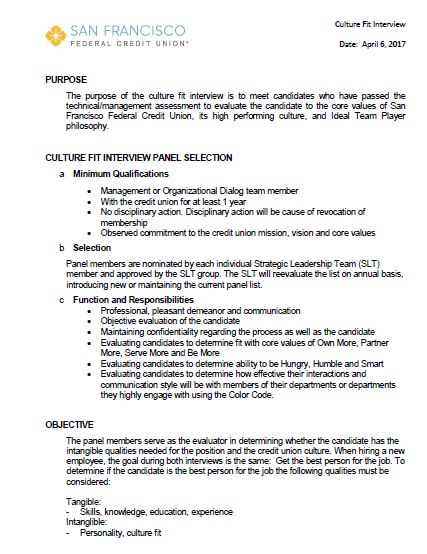 SAN FRANCISCO
FEDERAL CREDIT UNION®
Culture Fit Interview
Date: April 6, 2017
PURPOSE
The purpose of the culture fit interview is to meet candidates who have passed the
technical/management assessment to evaluate the candidate to the core values of San
Francisco Federal Credit Union, its high performing culture, and Ideal Team Player
philosophy.
CULTURE FIT INTERVIEW PANEL SELECTION
a Minimum Qualifications
• Management or Organizational Dialog team member
• With the credit union for at least 1 year
• No disciplinary action. Disciplinary action will be cause of revocation of
membership
• Observed commitment to the credit union mission, vision and core values
b Selection
Panel members are nominated by each individual Strategic Leadership Team (SLT)
member and approved by the SLT group. The SLT will reevaluate the list on annual basis,
introducing new or maintaining the current panel list.
c Function and Responsibilities
• Professional, pleasant demeanor and communication
• Objective evaluation of the candidate
• Maintaining confidentiality regarding the process as well as the candidate
• Evaluating candidates to determine fit with core values of Own More, Partner
More, Serve More and Be More
• Evaluating candidates to determine ability to be Hungry, Humble and Smart
• Evaluating candidates to determine how effective their interactions and
communication style will be with members of their departments or departments
they highly engage with using the Color Code.
OBJECTIVE
The panel members serve as the evaluator in determining whether the candidate has the
intangible qualities needed for the position and the credit union culture. When hiring a new
employee, the goal during both interviews is the same: Get the best person for the job. To
determine if the candidate is the best person for the job the following qualities must be
considered:
Tangible:
- Skills, knowledge, education, experience
Intanglible:
- Personality, culture fit